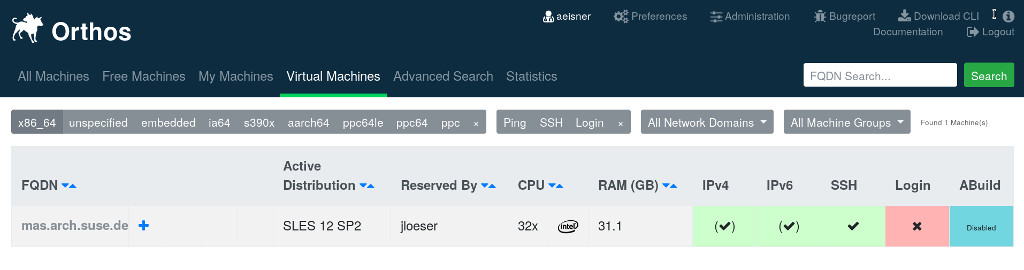 Orthos
aeisner Preferences Administration Bugreport Download CLI
Documentation Logout
All Machines Free Machines My Machines Virtual Machines Advanced Search Statistics FQDN Search... Search
x86_64 unspecified embedded ia64 s390x aarch64 ppc64le ppc64 ppc × Ping SSH Login × All Network Domains All Machine Groups Found 1 Machine(s)
FQDN Active Distribution Reserved By CPU RAM (GB) IPv4 IPv6 SSH Login ABuild
mas.arch.suse.de + SLES 12 SP2 jloeser 32x intel 31.1 (✔) (✔) ✔ ✖ Disabled